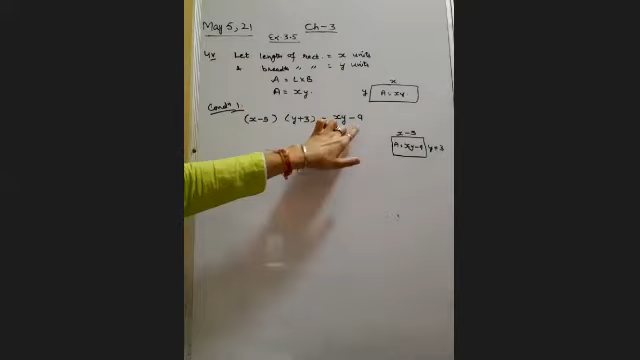 May 5, 21 Ch-3
Ex 3.5
4v Let length of rect. = x units
& breadth " " = y units
A = L×B
A = xy.
x
y A = xy.
Condn 1.
(x-5) (y+3) = xy-9
x-5
A = xy-9 y+3